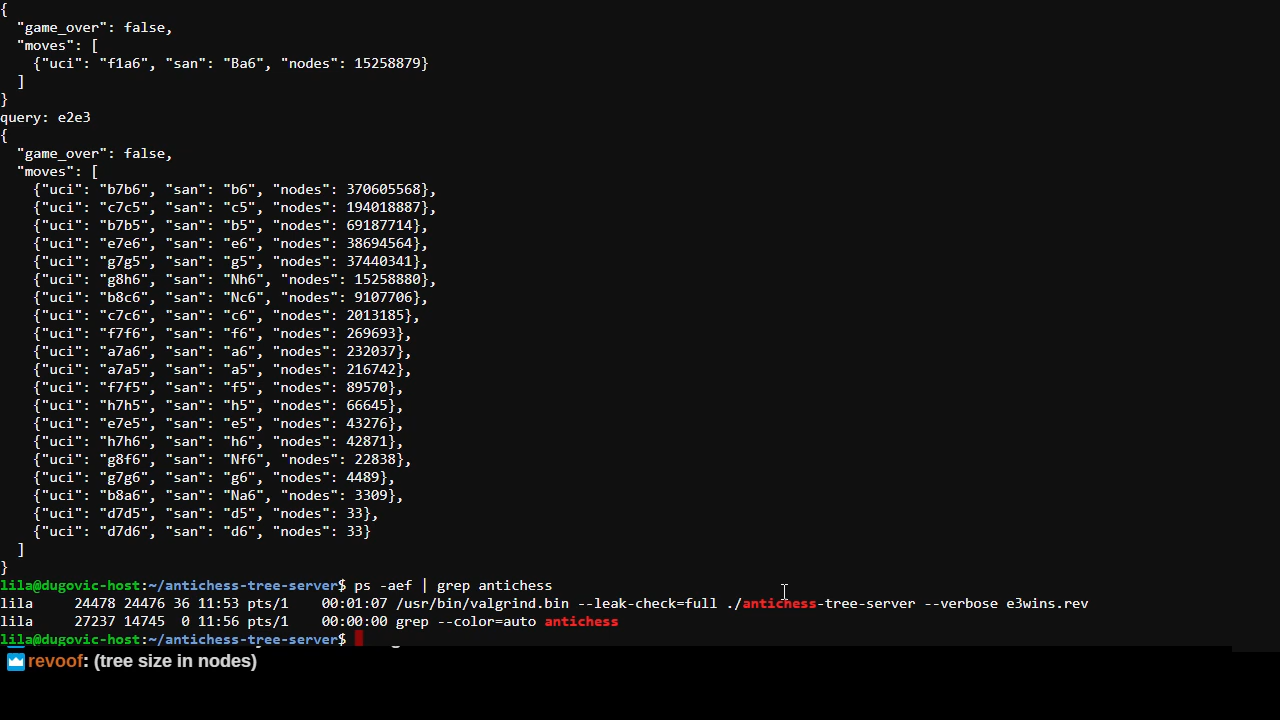 {
  "game_over": false,
  "moves": [
    {"uci": "f1a6", "san": "Ba6", "nodes": 15258879}
  ]
}
query: e2e3
{
  "game_over": false,
  "moves": [
    {"uci": "b7b6", "san": "b6", "nodes": 370605568},
    {"uci": "c7c5", "san": "c5", "nodes": 194018887},
    {"uci": "b7b5", "san": "b5", "nodes": 69187714},
    {"uci": "e7e6", "san": "e6", "nodes": 38694564},
    {"uci": "g7g5", "san": "g5", "nodes": 37440341},
    {"uci": "g8h6", "san": "Nh6", "nodes": 15258880},
    {"uci": "b8c6", "san": "Nc6", "nodes": 9107706},
    {"uci": "c7c6", "san": "c6", "nodes": 2013185},
    {"uci": "f7f6", "san": "f6", "nodes": 269693},
    {"uci": "a7a6", "san": "a6", "nodes": 232037},
    {"uci": "a7a5", "san": "a5", "nodes": 216742},
    {"uci": "f7f5", "san": "f5", "nodes": 89570},
    {"uci": "h7h5", "san": "h5", "nodes": 66645},
    {"uci": "e7e5", "san": "e5", "nodes": 43276},
    {"uci": "h7h6", "san": "h6", "nodes": 42871},
    {"uci": "g8f6", "san": "Nf6", "nodes": 22838},
    {"uci": "g7g6", "san": "g6", "nodes": 4489},
    {"uci": "b8a6", "san": "Na6", "nodes": 3309},
    {"uci": "d7d5", "san": "d5", "nodes": 33},
    {"uci": "d7d6", "san": "d6", "nodes": 33}
  ]
}
lila@dugovic-host:~/antichess-tree-server$ ps -aef | grep antichess
lila     24478 24476 36 11:53 pts/1    00:01:07 /usr/bin/valgrind.bin --leak-check=full ./antichess-tree-server --verbose e3wins.rev
lila     27237 14745  0 11:56 pts/1    00:00:00 grep --color=auto antichess
lila@dugovic-host:~/antichess-tree-server$
revoof: (tree size in nodes)